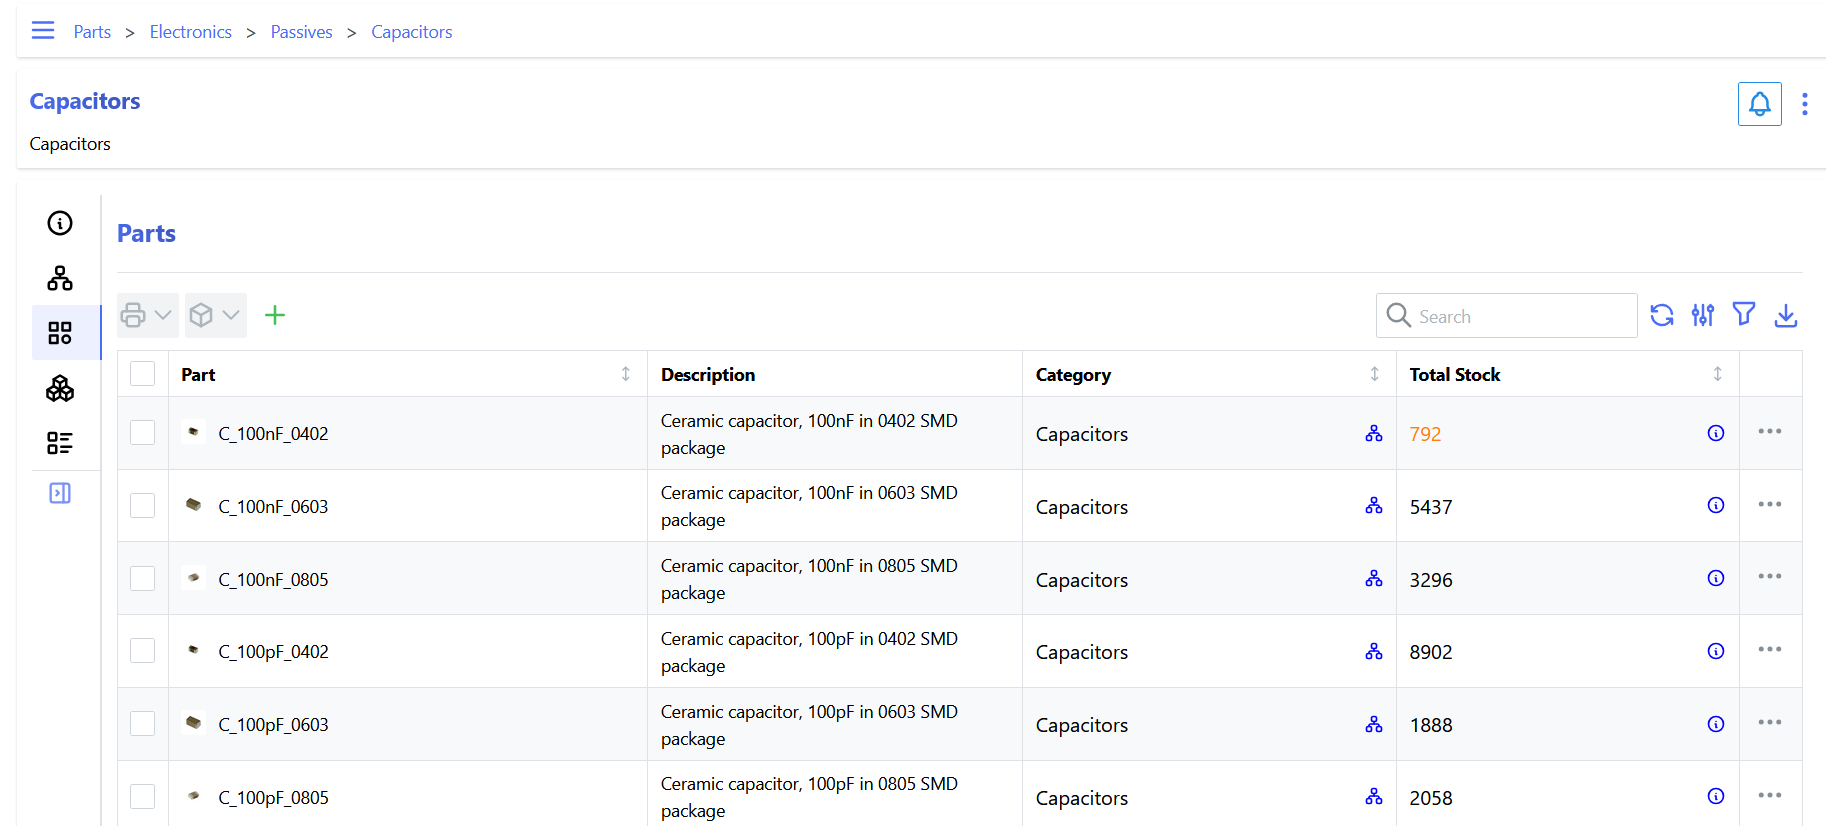 Parts > Electronics > Passives > Capacitors
Capacitors
Capacitors
Parts
Search
Part Description Category Total Stock
C_100nF_0402 Ceramic capacitor, 100nF in 0402 SMD package Capacitors 792
C_100nF_0603 Ceramic capacitor, 100nF in 0603 SMD package Capacitors 5437
C_100nF_0805 Ceramic capacitor, 100nF in 0805 SMD package Capacitors 3296
C_100pF_0402 Ceramic capacitor, 100pF in 0402 SMD package Capacitors 8902
C_100pF_0603 Ceramic capacitor, 100pF in 0603 SMD package Capacitors 1888
C_100pF_0805 Ceramic capacitor, 100pF in 0805 SMD package Capacitors 2058